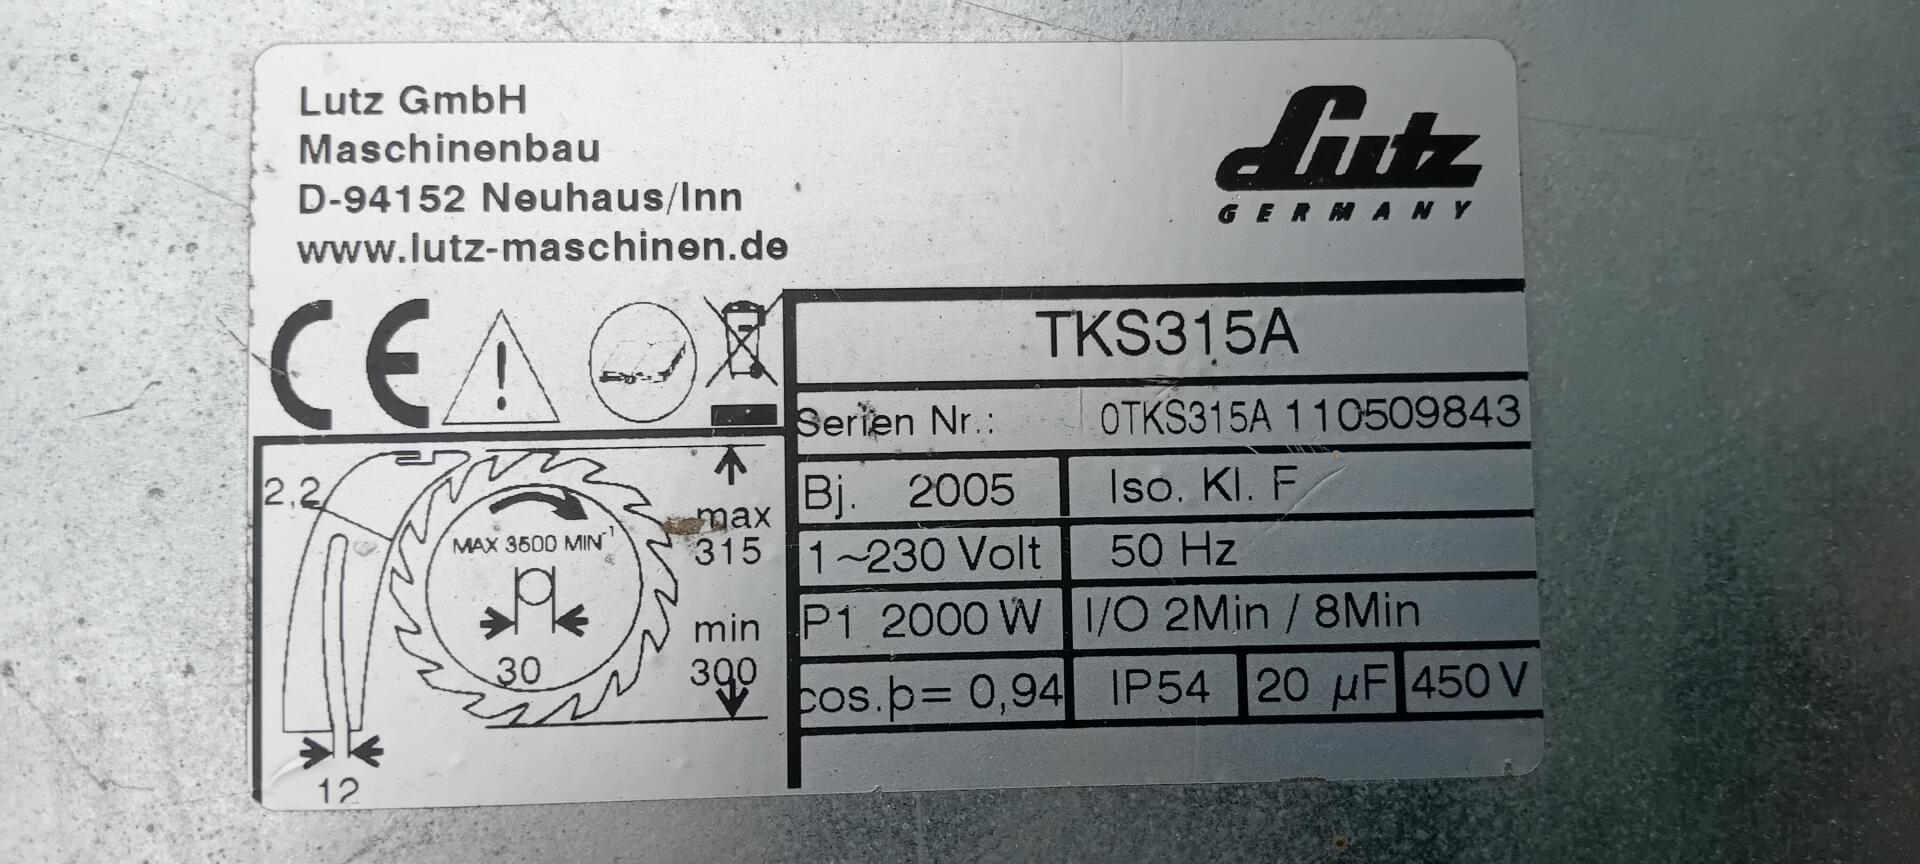 Lutz GmbH
Maschinenbau
D-94152 Neuhaus/Inn
www.lutz-maschinen.de
Lutz
GERMANY
CE
TKS315A
Serien Nr.: 0TKS315A 110509843
Bj. 2005 Iso. Kl. F
1~230 Volt 50 Hz
P1 2000 W I/O 2Min / 8Min
cos.þ= 0,94 IP54 20 µF 450 V
2,2
MAX 3500 MIN-1
max
315
min
300
30
12